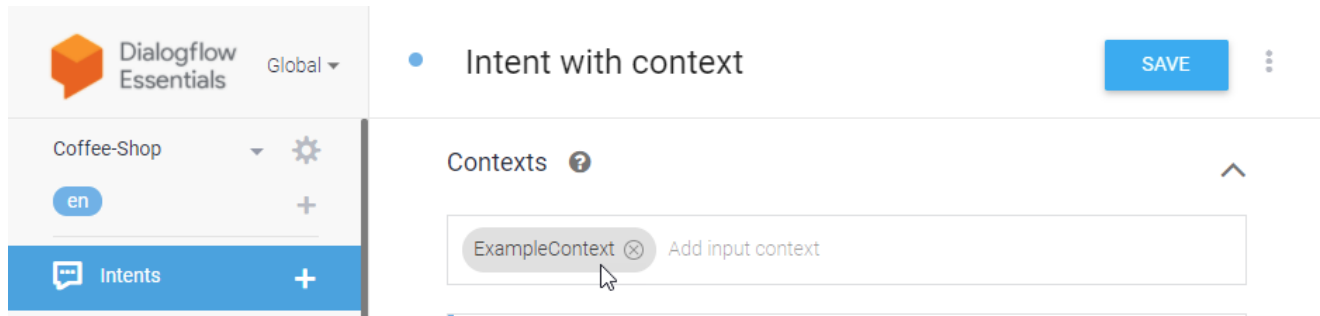 Dialogflow
Essentials
Global
Intent with context
SAVE
Coffee-Shop
en
Intents
Contexts
ExampleContext Add input context